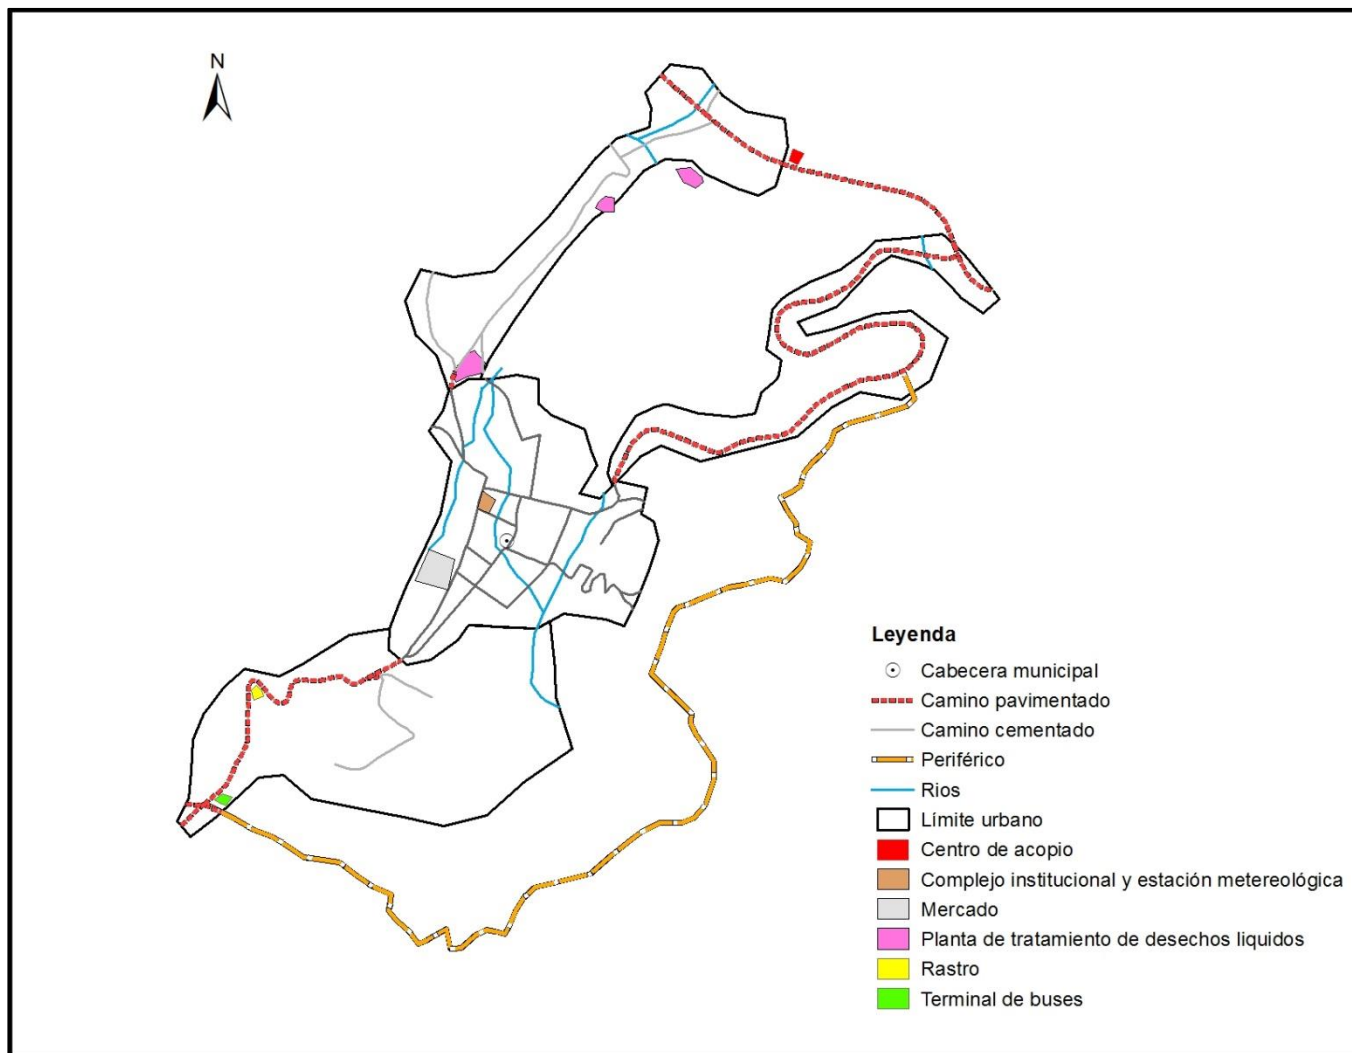 N
Leyenda
Cabecera municipal
Camino pavimentado
Camino cementado
Periférico
Rios
Límite urbano
Centro de acopio
Complejo institucional y estación metereológica
Mercado
Planta de tratamiento de desechos liquidos
Rastro
Terminal de buses